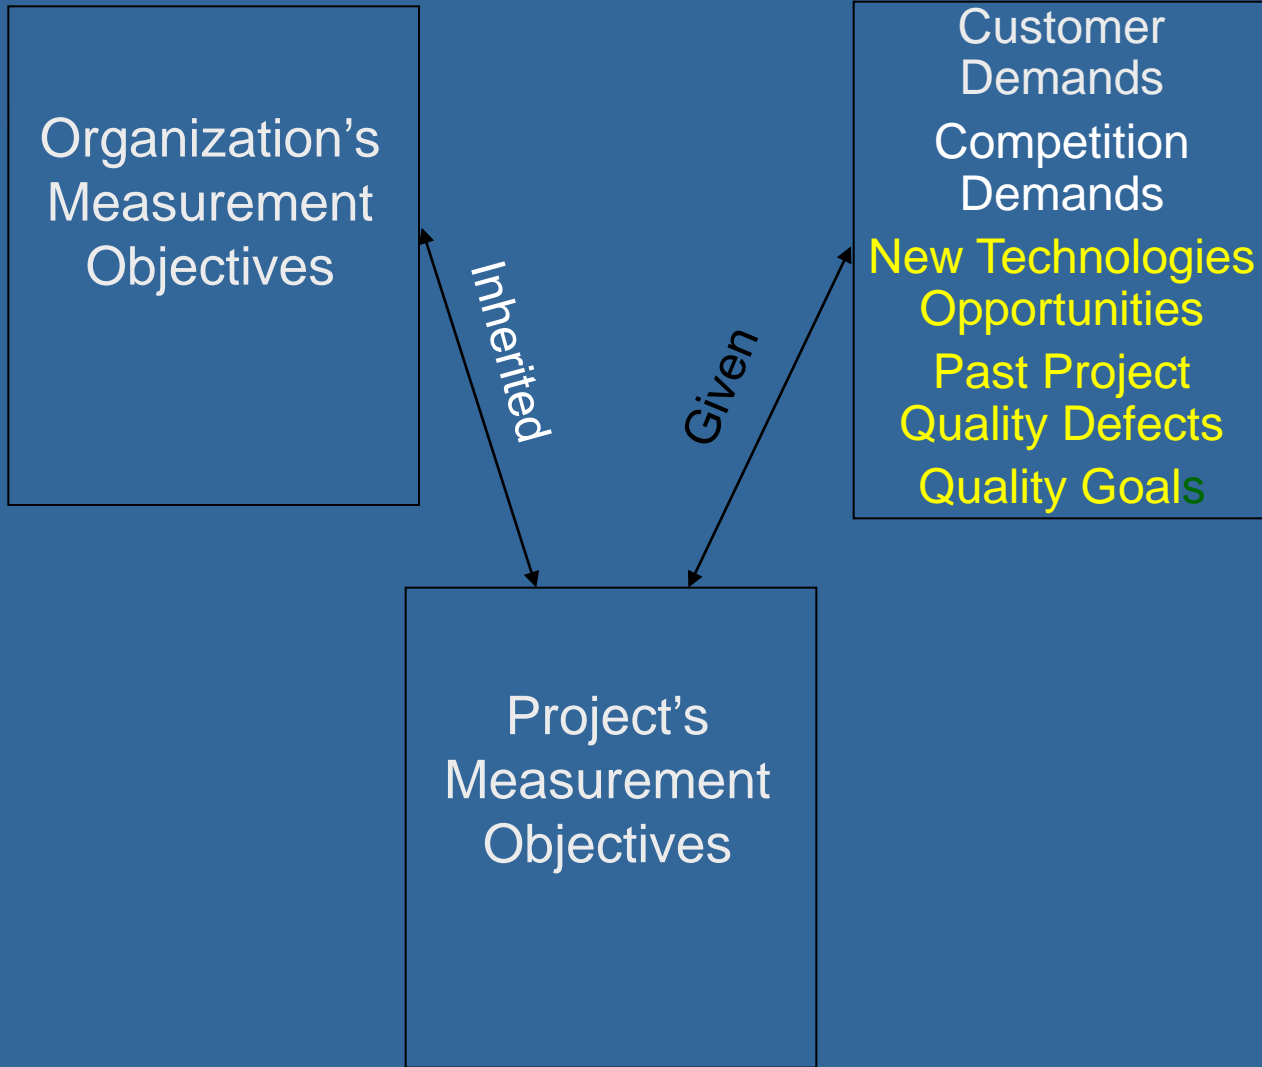 Organization’s
Measurement
Objectives
Inherited
Given
Customer
Demands
Competition
Demands
New Technologies
Opportunities
Past Project
Quality Defects
Quality Goals
Project’s
Measurement
Objectives